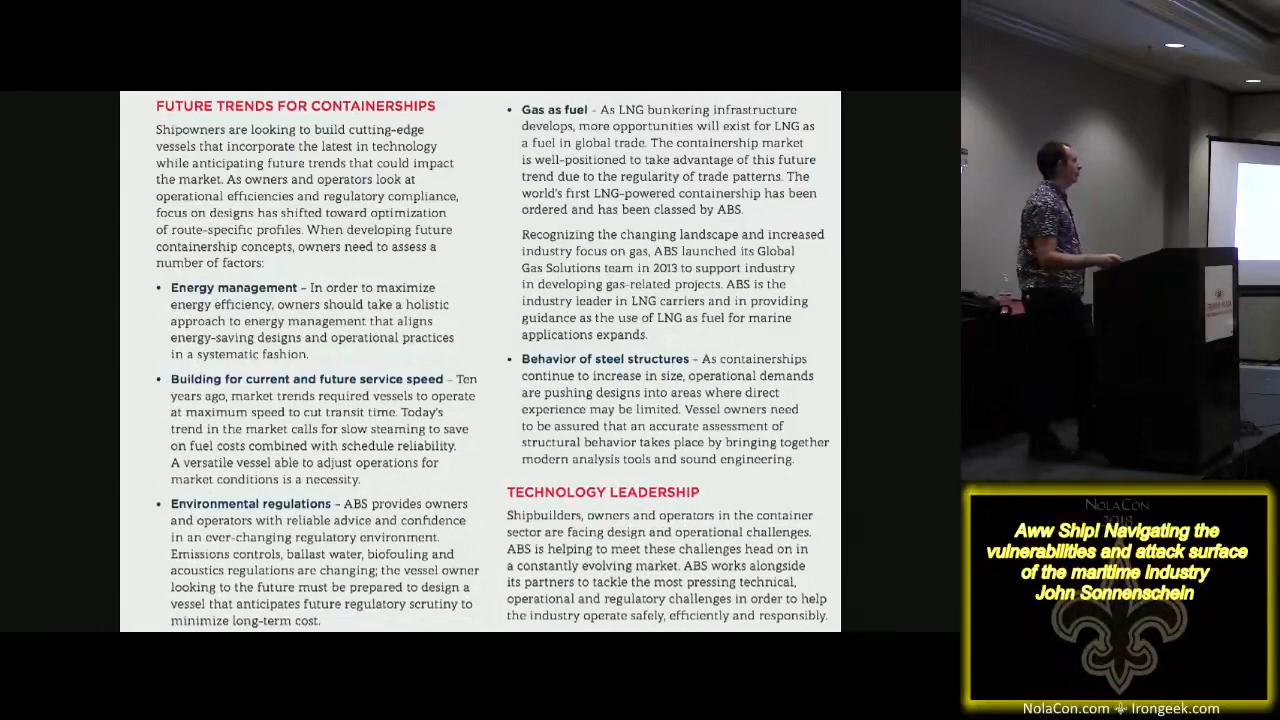 FUTURE TRENDS FOR CONTAINERSHIPS
Shipowners are looking to build cutting-edge
vessels that incorporate the latest in technology
while anticipating future trends that could impact
the market. As owners and operators look at
operational efficiencies and regulatory compliance,
focus on designs has shifted toward optimization
of route-specific profiles. When developing future
containership concepts, owners need to assess a
number of factors:
• Energy management – In order to maximize
energy efficiency, owners should take a holistic
approach to energy management that aligns
energy-saving designs and operational practices
in a systematic fashion.
• Building for current and future service speed – Ten
years ago, market trends required vessels to operate
at maximum speed to cut transit time. Today's
trend in the market calls for slow steaming to save
on fuel costs combined with schedule reliability.
A versatile vessel able to adjust operations for
market conditions is a necessity.
• Environmental regulations – ABS provides owners
and operators with reliable advice and confidence
in an ever-changing regulatory environment.
Emissions controls, ballast water, biofouling and
acoustics regulations are changing; the vessel owner
looking to the future must be prepared to design a
vessel that anticipates future regulatory scrutiny to
minimize long-term cost.
• Gas as fuel – As LNG bunkering infrastructure
develops, more opportunities will exist for LNG as
a fuel in global trade. The containership market
is well-positioned to take advantage of this future
trend due to the regularity of trade patterns. The
world's first LNG-powered containership has been
ordered and has been classed by ABS.
Recognizing the changing landscape and increased
industry focus on gas, ABS launched its Global
Gas Solutions team in 2013 to support industry
in developing gas-related projects. ABS is the
industry leader in LNG carriers and in providing
guidance as the use of LNG as fuel for marine
applications expands.
• Behavior of steel structures – As containerships
continue to increase in size, operational demands
are pushing designs into areas where direct
experience may be limited. Vessel owners need
to be assured that an accurate assessment of
structural behavior takes place by bringing together
modern analysis tools and sound engineering.
TECHNOLOGY LEADERSHIP
Shipbuilders, owners and operators in the container
sector are facing design and operational challenges.
ABS is helping to meet these challenges head on in
a constantly evolving market. ABS works alongside
its partners to tackle the most pressing technical,
operational and regulatory challenges in order to help
the industry operate safely, efficiently and responsibly.
NOLACON
2018
Aww Ship! Navigating the
vulnerabilities and attack surface
of the maritime industry
John Sonnenschein
NolaCon.com ⚜ Irongeek.com